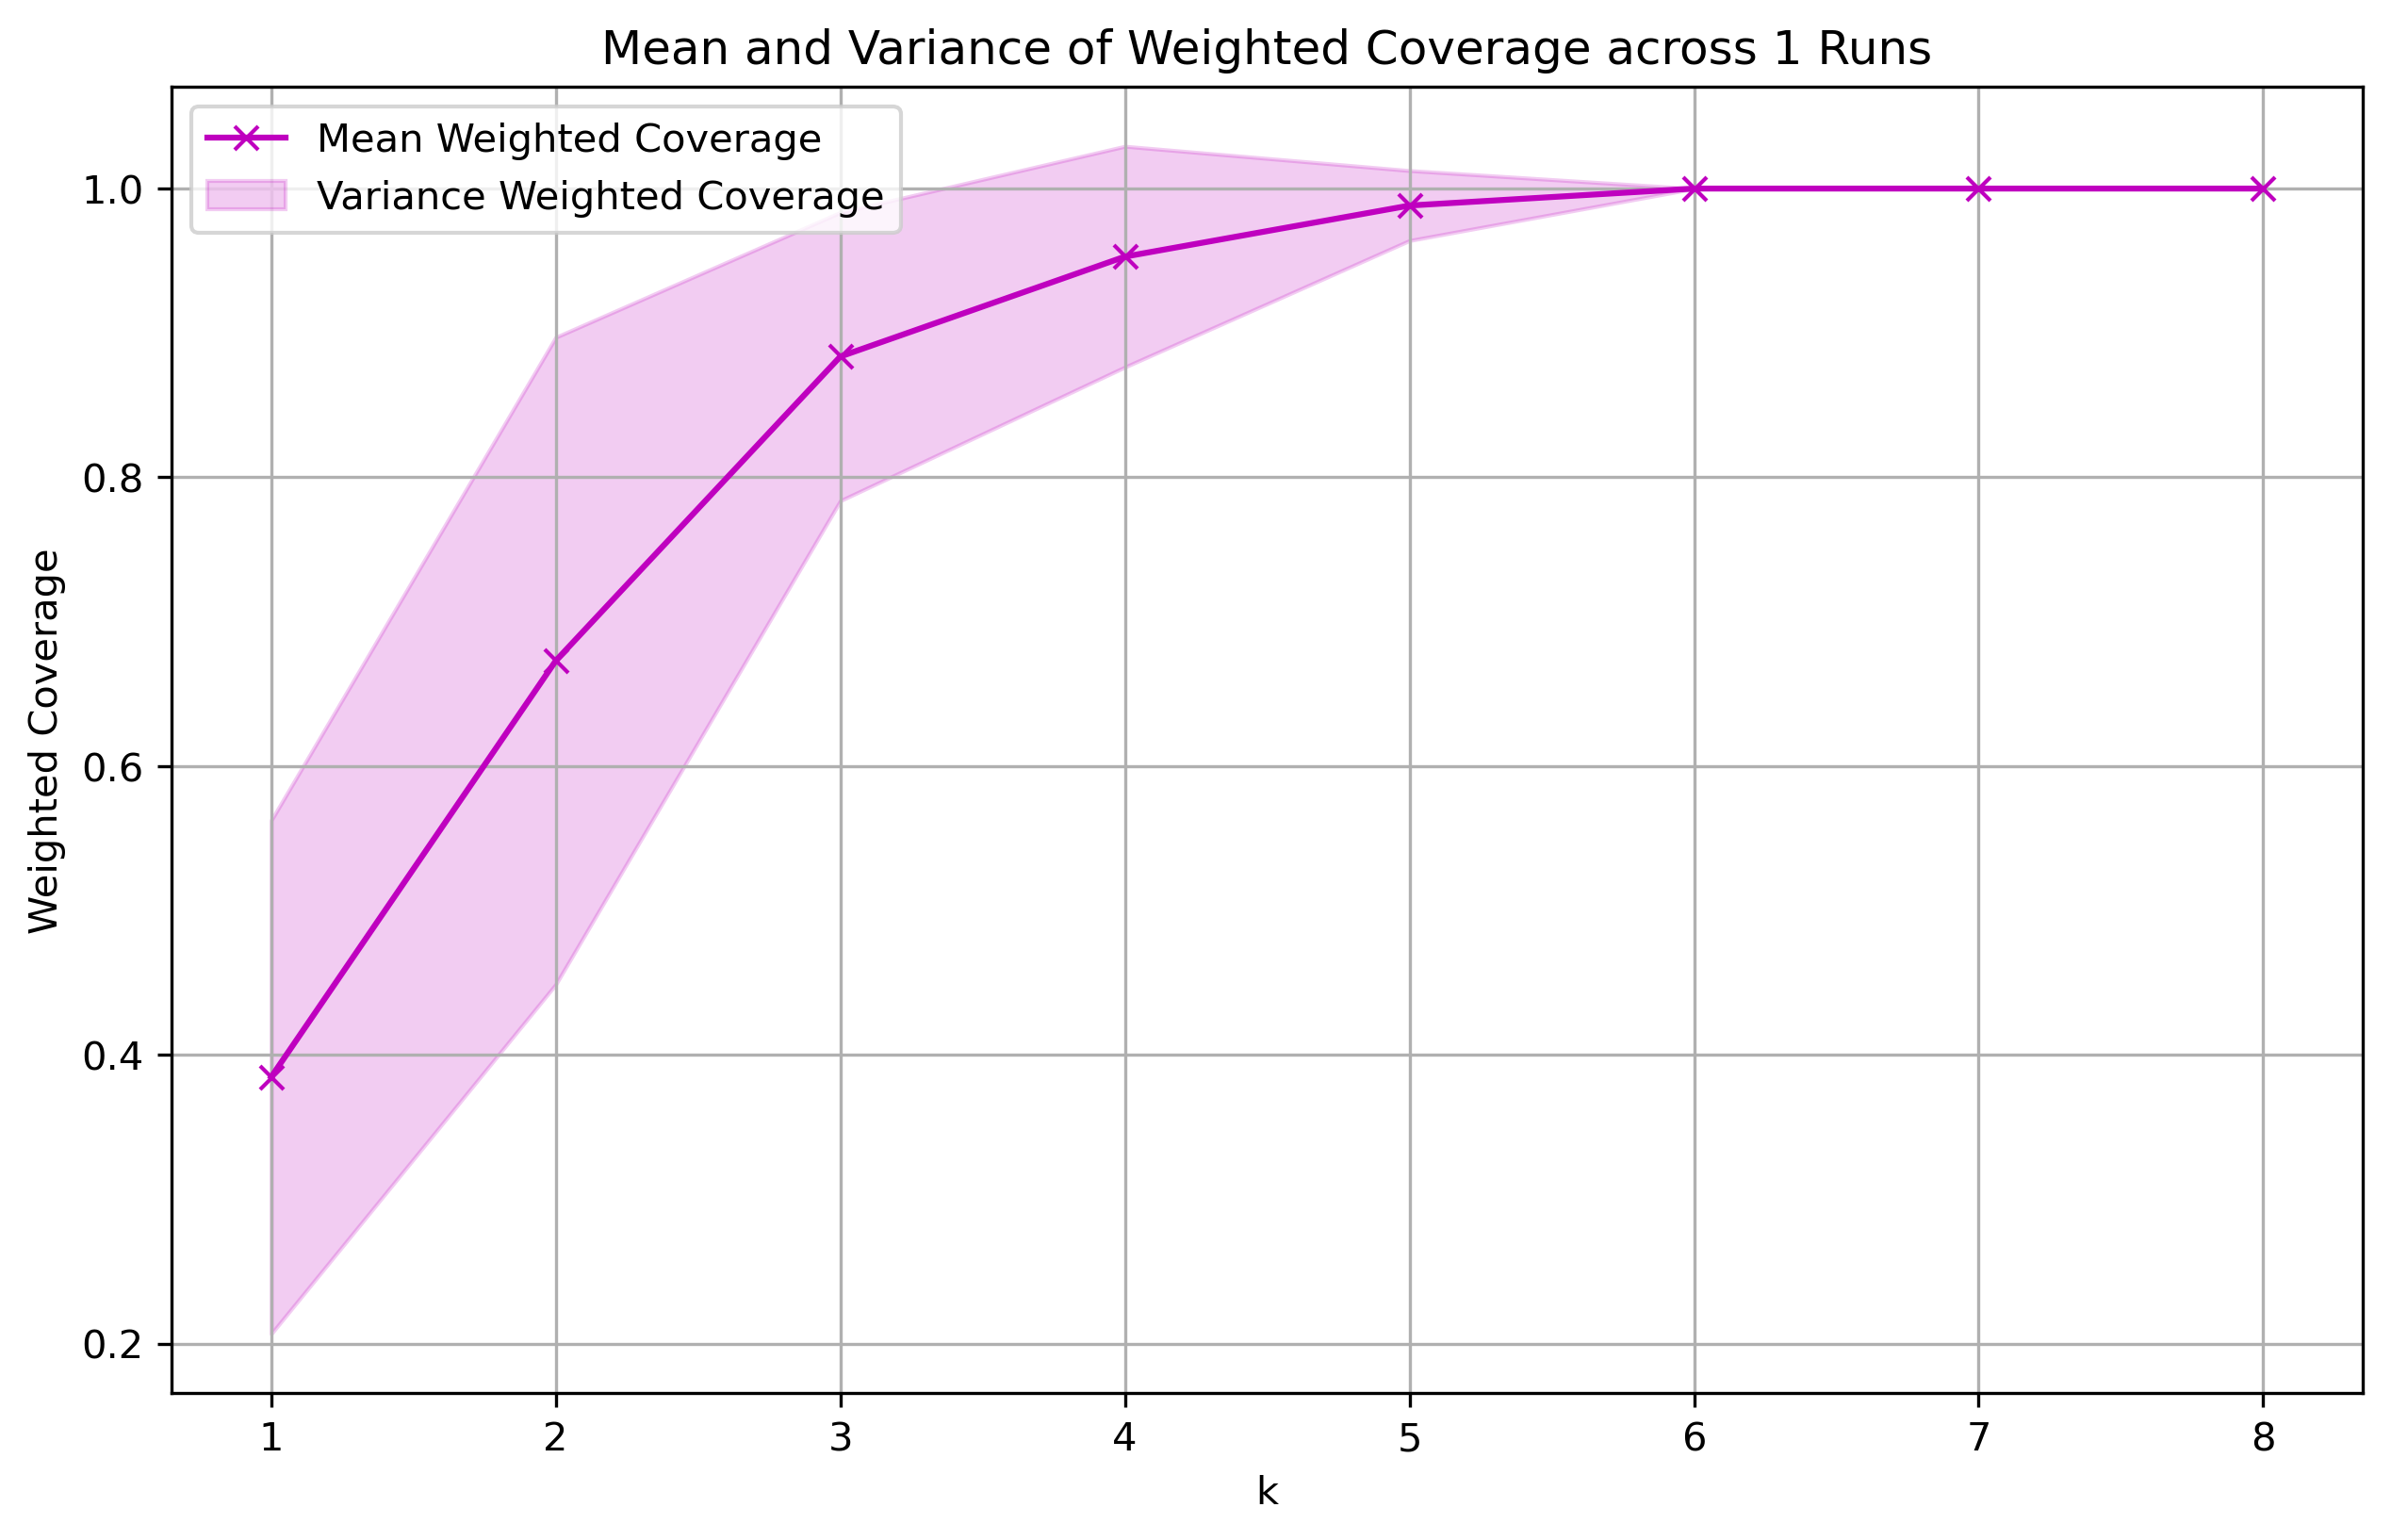 Mean and Variance of Weighted Coverage across 1 Runs
Mean Weighted Coverage
Variance Weighted Coverage
1.0
0.8
0.6
0.4
0.2
Weighted Coverage
1 2 3 4 5 6 7 8
k